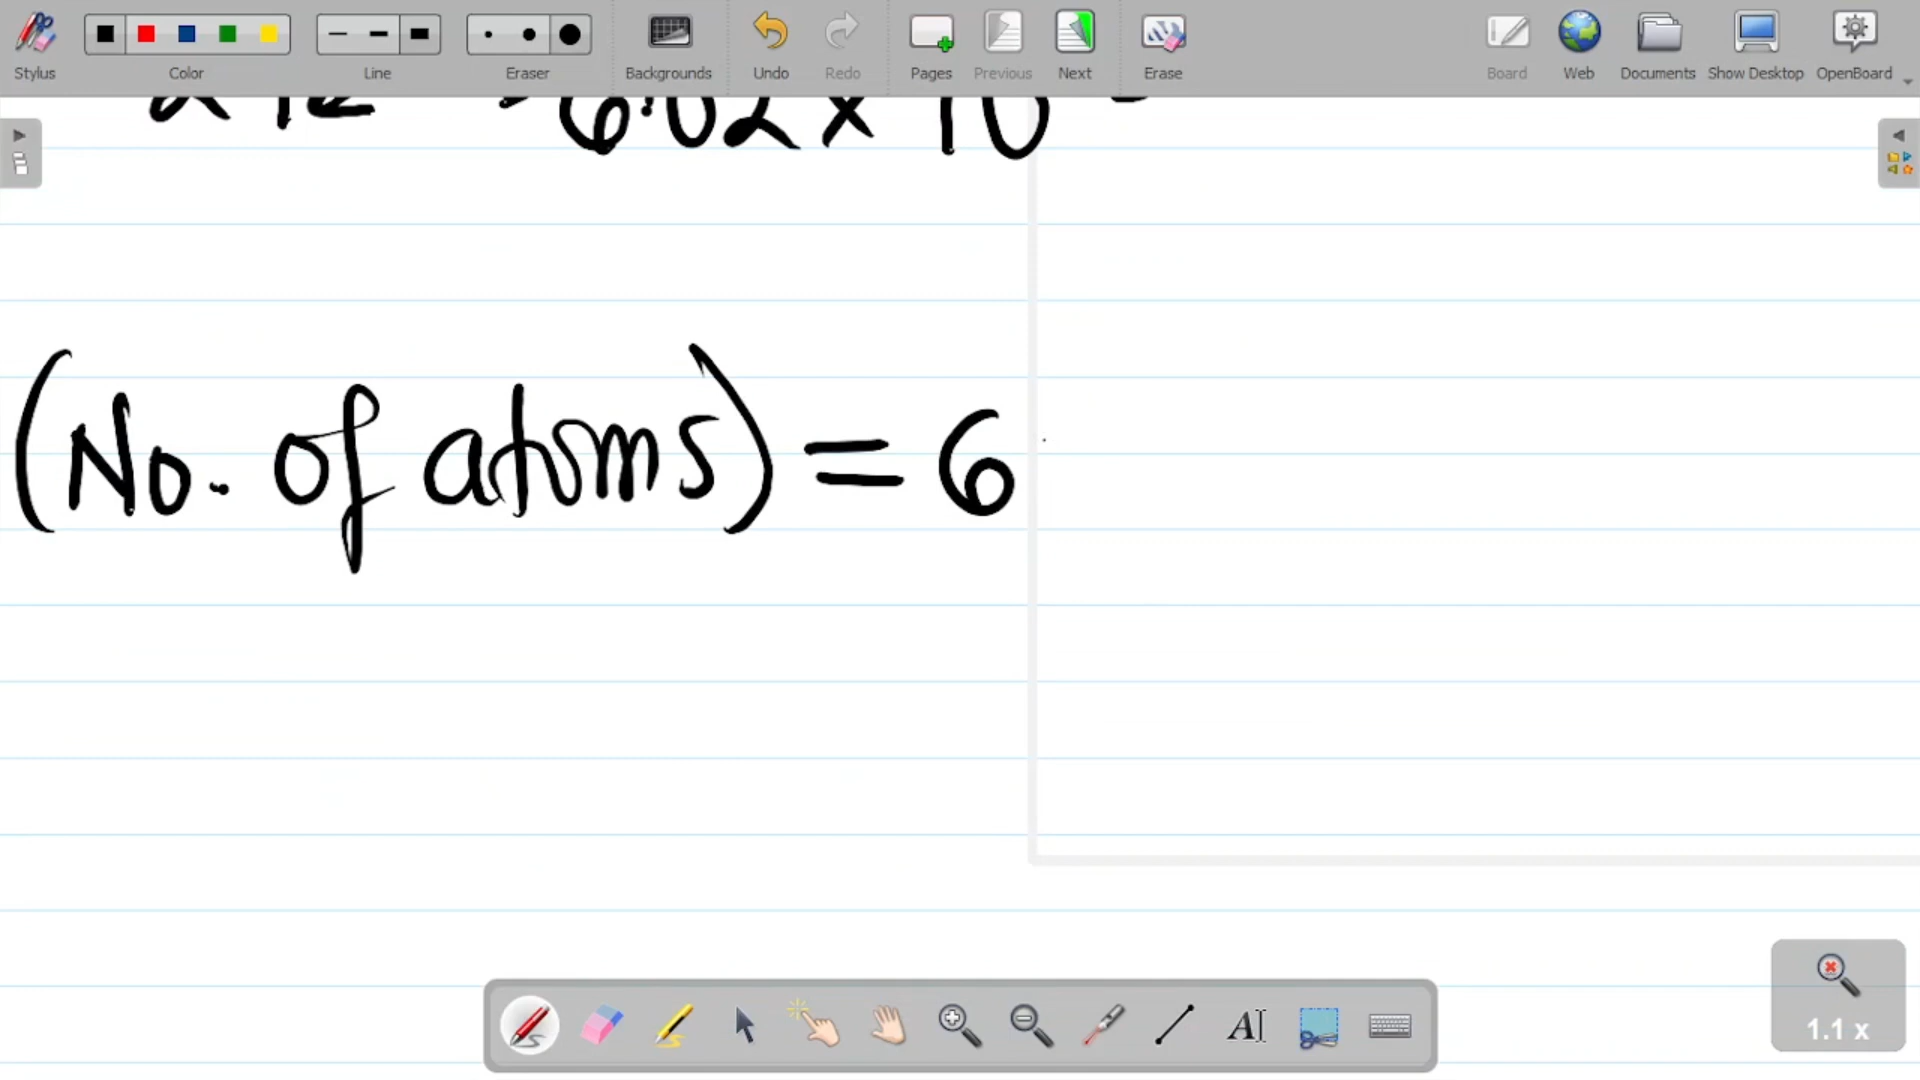 Stylus Color Line Eraser Backgrounds Undo Redo Pages Previous Next Erase Board Web Documents Show Desktop OpenBoard
6.02 x 10
(No. of atoms) = 6
1.1 x